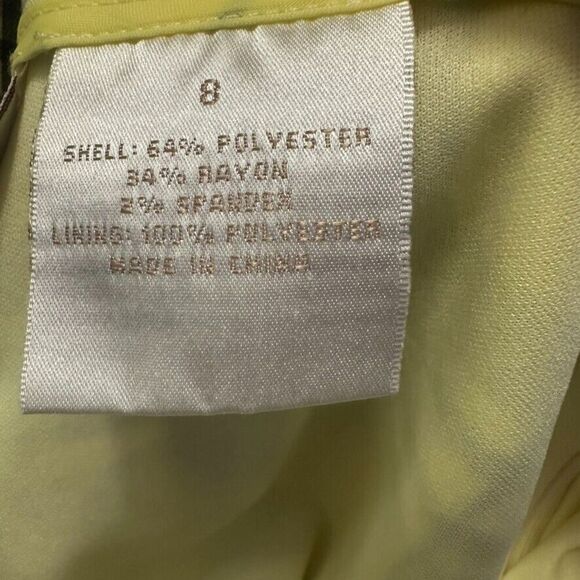 8
SHELL: 64% POLYESTER
34% RAYON
2% SPANDEX
LINING: 100% POLYESTER
MADE IN CHINA